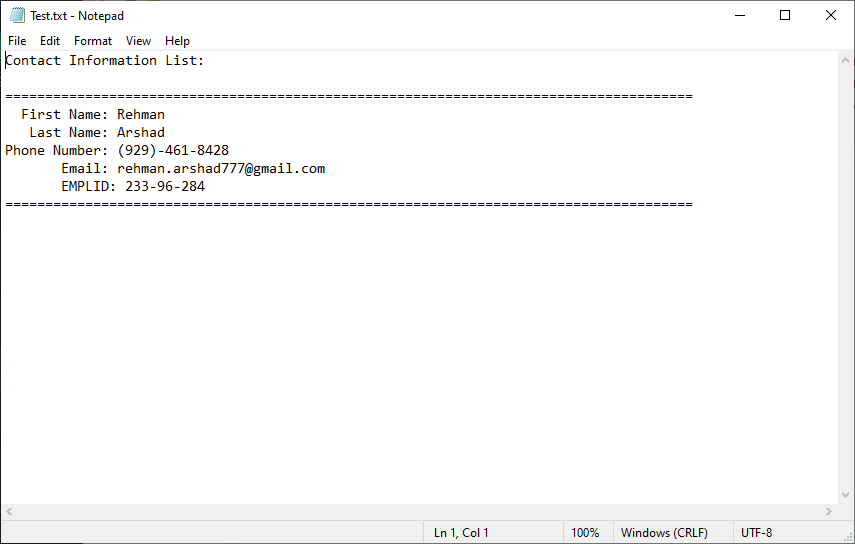 Test.txt - Notepad
File Edit Format View Help
Contact Information List:
======================================================================================
First Name: Rehman
Last Name: Arshad
Phone Number: (929)-461-8428
Email: rehman.arshad777@gmail.com
EMPLID: 233-96-284
======================================================================================
Ln 1, Col 1 100% Windows (CRLF) UTF-8